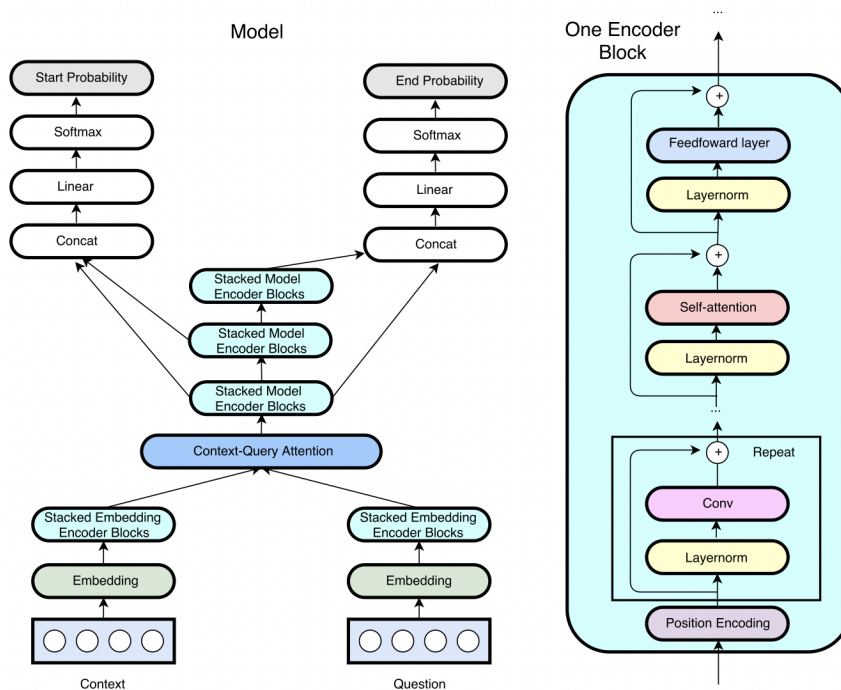 Model
Start Probability
Softmax
Linear
Concat
End Probability
Softmax
Linear
Concat
Stacked Model
Encoder Blocks
Stacked Model
Encoder Blocks
Stacked Model
Encoder Blocks
Context-Query Attention
Stacked Embedding
Encoder Blocks
Stacked Embedding
Encoder Blocks
Embedding
Embedding
Context
Question
One Encoder
Block
...
+
Feedfoward layer
Layernorm
+
Self-attention
Layernorm
...
+
Repeat
Conv
Layernorm
Position Encoding